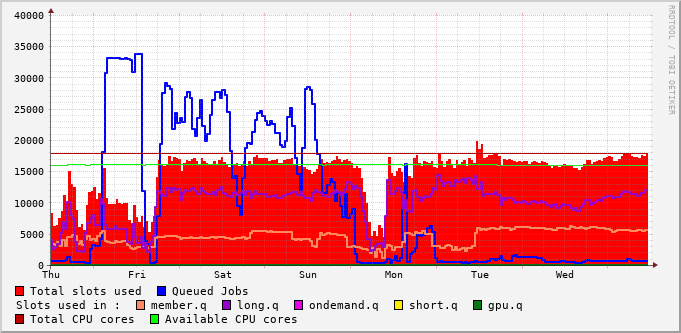 40000
35000
30000
25000
20000
15000
10000
5000
0
Thu Fri Sat Sun Mon Tue Wed
RRDTOOL / TOBI OETIKER
Total slots used Queued Jobs
Slots used in : member.q long.q ondemand.q short.q gpu.q
Total CPU cores Available CPU cores